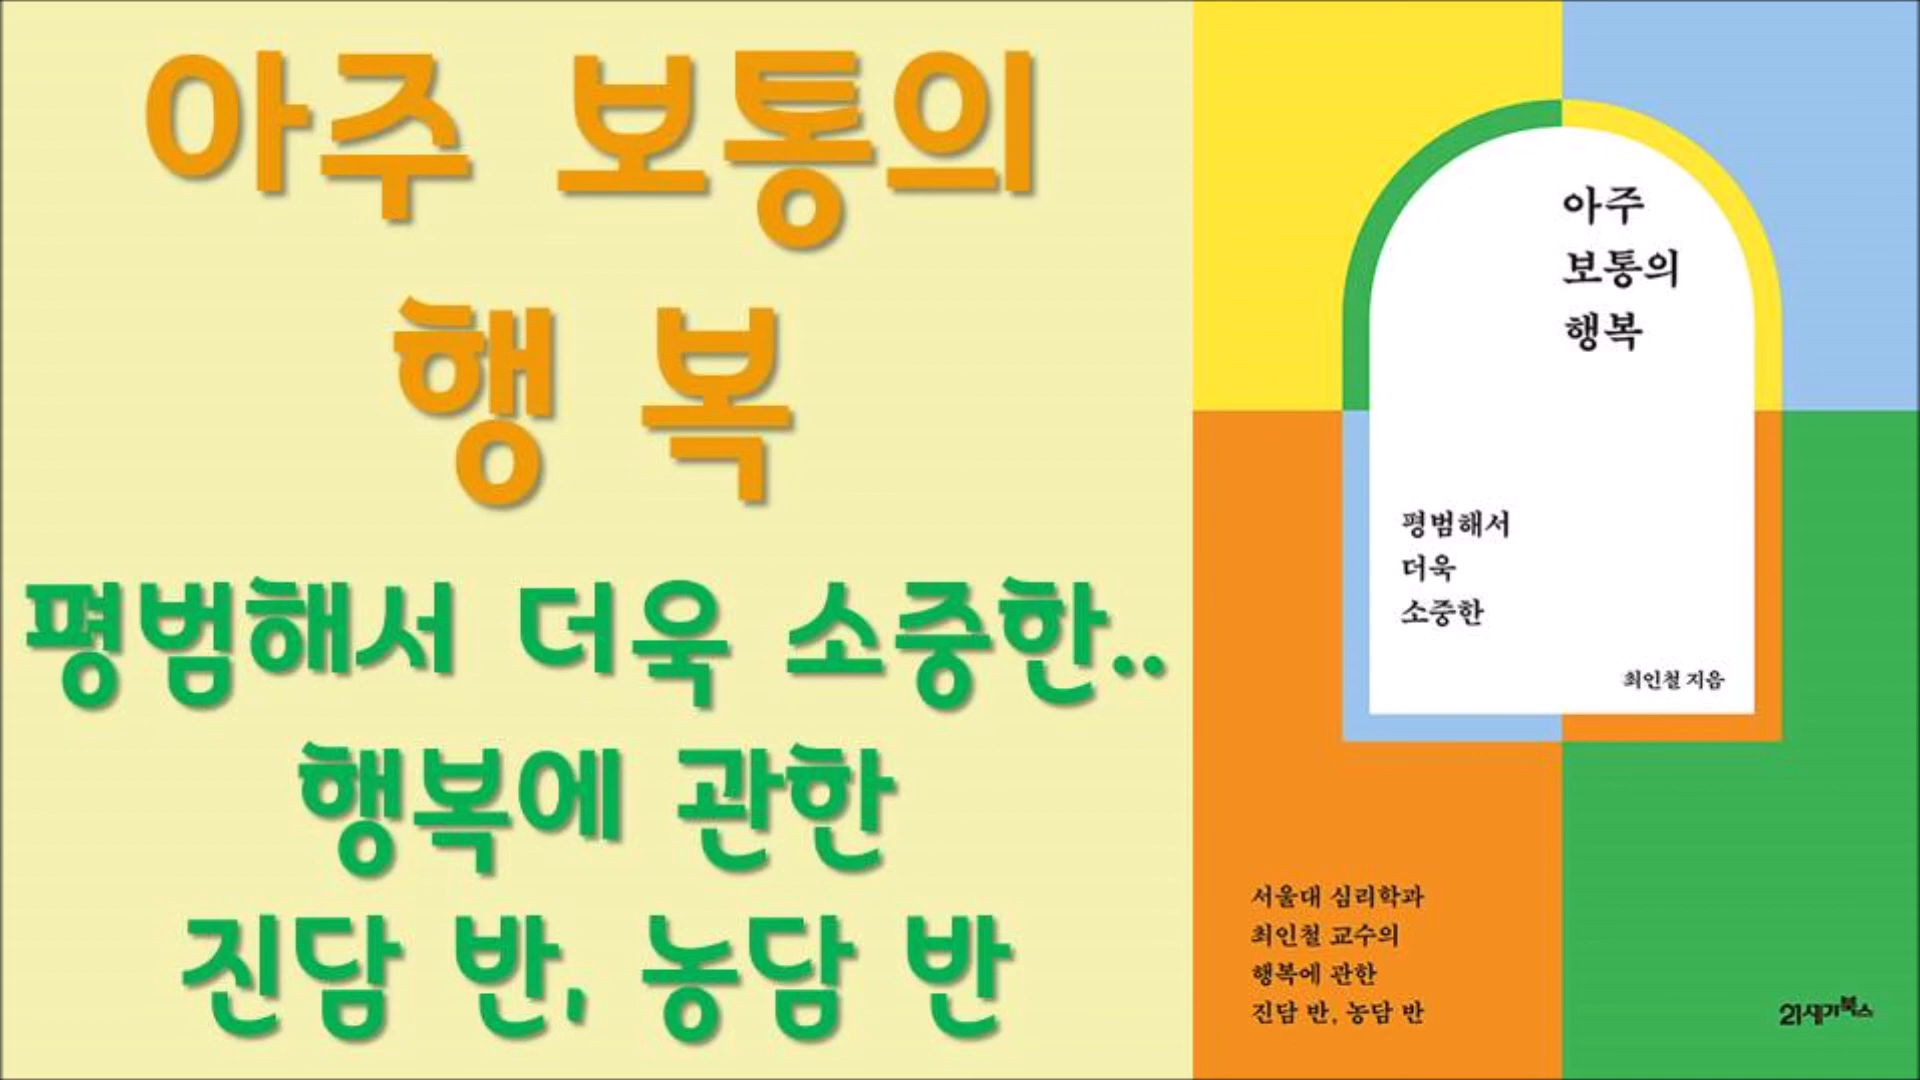 아주 보통의
행 복
평범해서 더욱 소중한..
행복에 관한
진담 반, 농담 반
아주
보통의
행복
평범해서
더욱
소중한
최인철 지음
서울대 심리학과
최인철 교수의
행복에 관한
진담 반, 농담 반
21세기북스